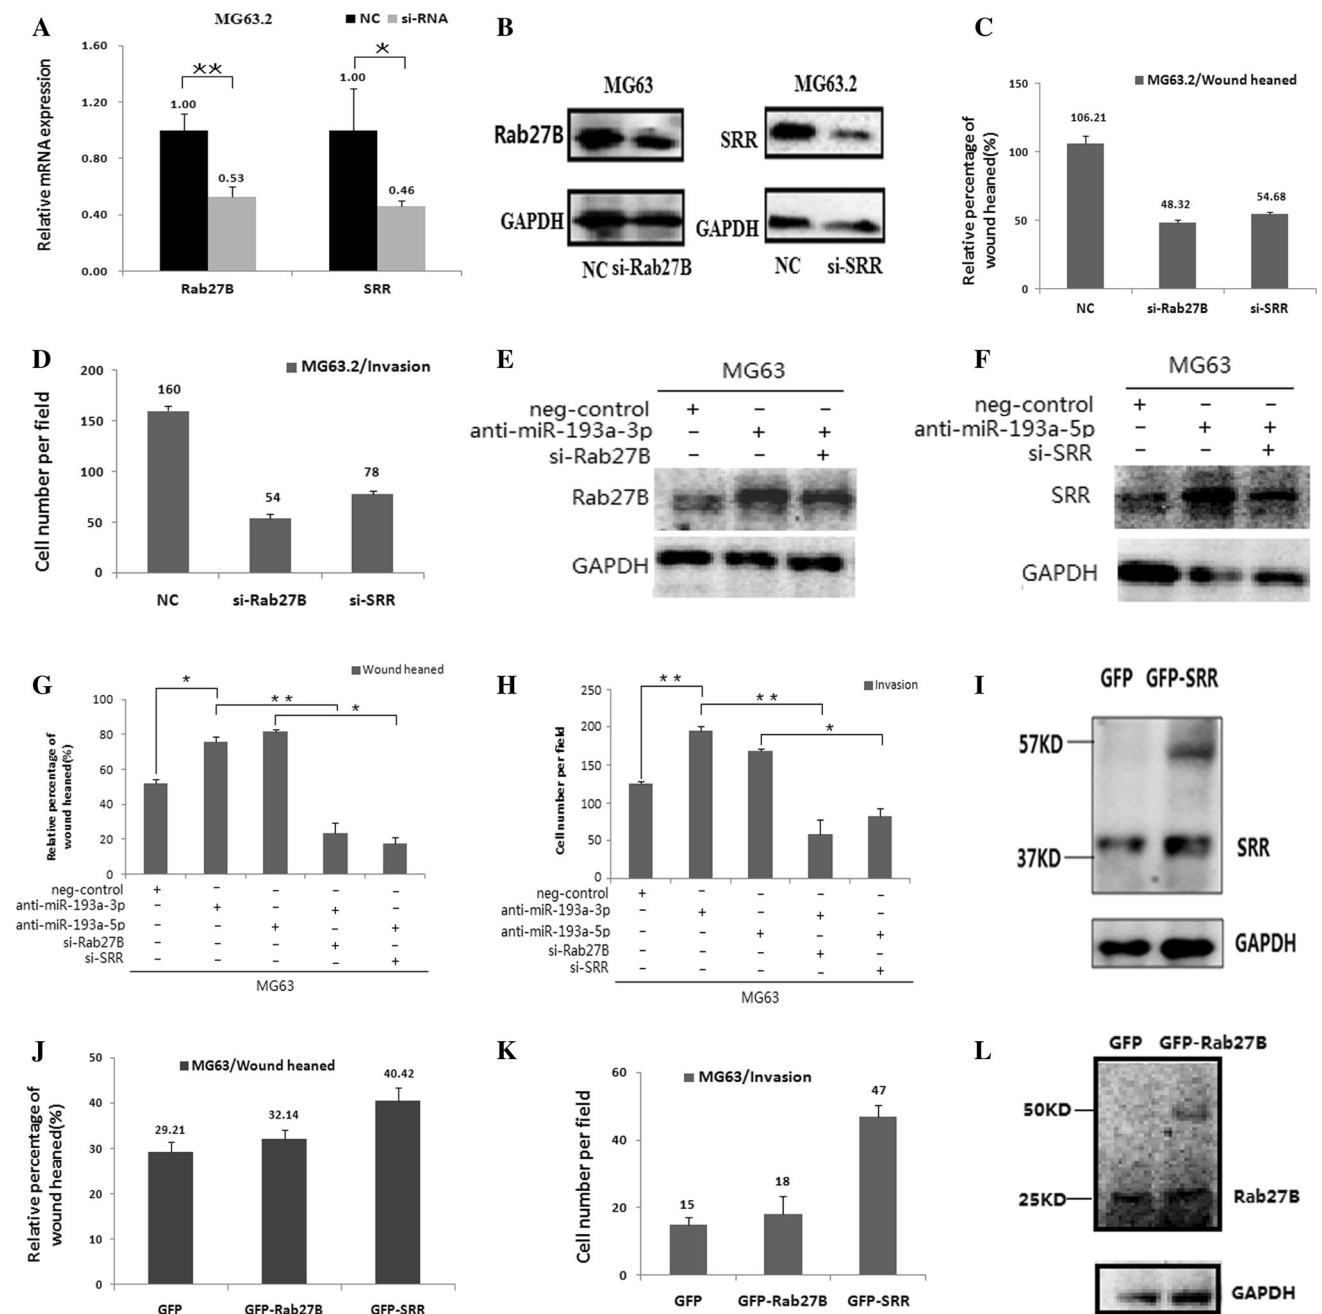 A
MG63.2
NC si-RNA
Relative mRNA expression
1.60
1.20
0.80
0.40
0.00
**
*
1.00
0.53
1.00
0.46
Rab27B SRR
B
MG63 MG63.2
Rab27B
SRR
GAPDH
GAPDH
NC si-Rab27B
NC si-SRR
C
MG63.2/Wound heaned
Relative percentage of
wound heaned(%)
150
100
50
0
106.21
48.32
54.68
NC si-Rab27B si-SRR
D
MG63.2/Invasion
Cell number per field
200
150
100
50
0
160
54
78
NC si-Rab27B si-SRR
E
MG63
neg-control + − −
anti-miR-193a-3p − + +
si-Rab27B − − +
Rab27B
GAPDH
F
MG63
neg-control + − −
anti-miR-193a-5p − + +
si-SRR − − +
SRR
GAPDH
G
Wound heaned
Relative percentage of
wound heaned(%)
100
80
60
40
20
0
*
**
*
neg-control + − − − −
anti-miR-193a-3p − + − + −
anti-miR-193a-5p − − + − +
si-Rab27B − − − + −
si-SRR − − − − +
MG63
H
Invasion
Cell number per field
250
200
150
100
50
0
**
**
*
neg-control + − − − −
anti-miR-193a-3p − + − + −
anti-miR-193a-5p − − + − +
si-Rab27B − − − + −
si-SRR − − − − +
MG63
I
GFP GFP-SRR
57KD
37KD
SRR
GAPDH
J
MG63/Wound heaned
Relative percentage of
wound heaned(%)
50
40
30
20
10
0
29.21
32.14
40.42
GFP GFP-Rab27B GFP-SRR
K
MG63/Invasion
Cell number per field
60
40
20
0
15
18
47
GFP GFP-Rab27B GFP-SRR
L
GFP GFP-Rab27B
50KD
25KD
Rab27B
GAPDH